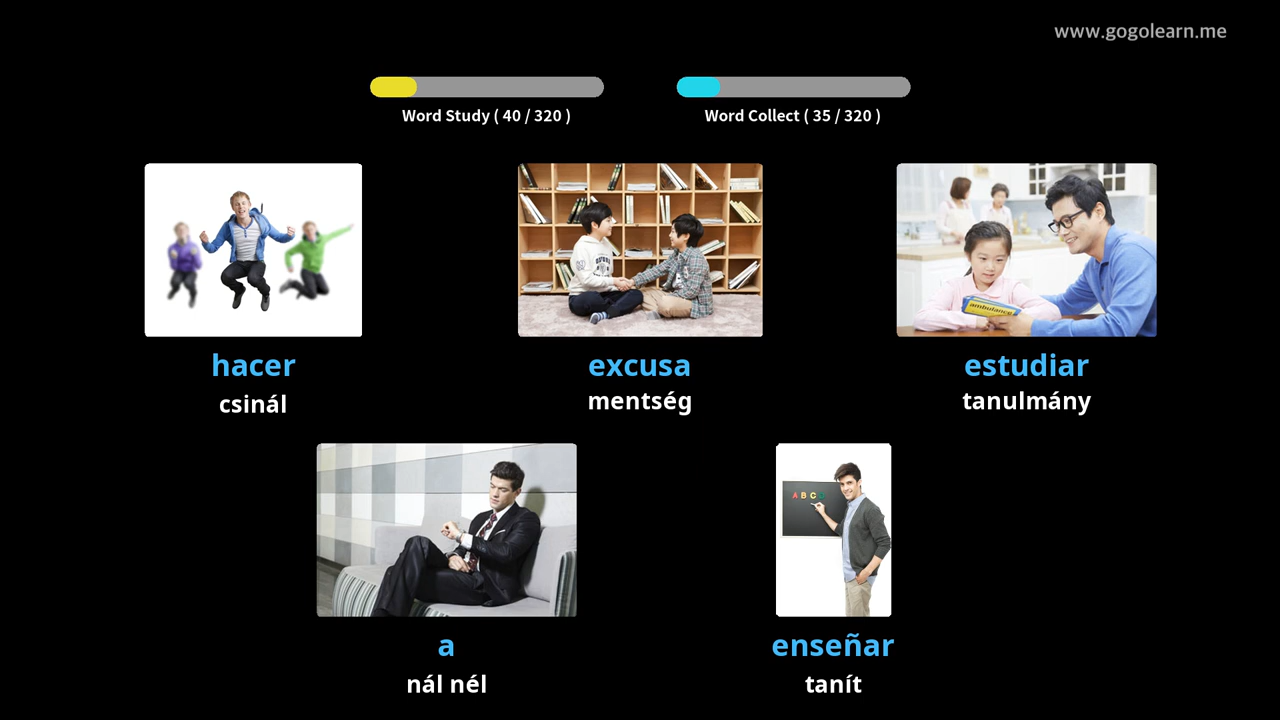 www.gogolearn.me
Word Study ( 40 / 320 )
Word Collect ( 35 / 320 )
hacer
csinál
excusa
mentség
estudiar
tanulmány
ambulance
a
nál nél
A B C D
enseñar
tanít